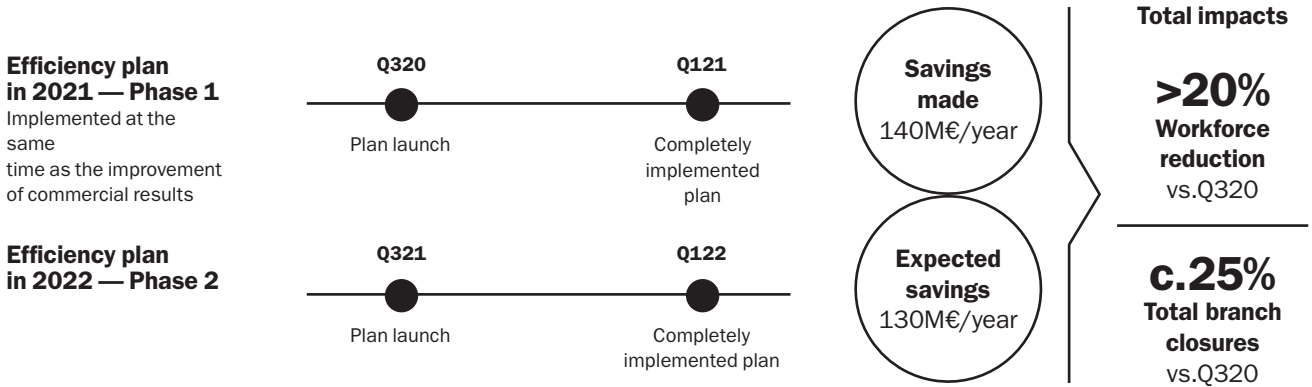 Efficiency plan
in 2021 — Phase 1
Implemented at the
same
time as the improvement
of commercial results
Q320
Plan launch
Q121
Completely
implemented
plan
Savings
made
140M€/year
Efficiency plan
in 2022 — Phase 2
Q321
Plan launch
Q122
Completely
implemented plan
Expected
savings
130M€/year
Total impacts
>20%
Workforce
reduction
vs.Q320
c.25%
Total branch
closures
vs.Q320